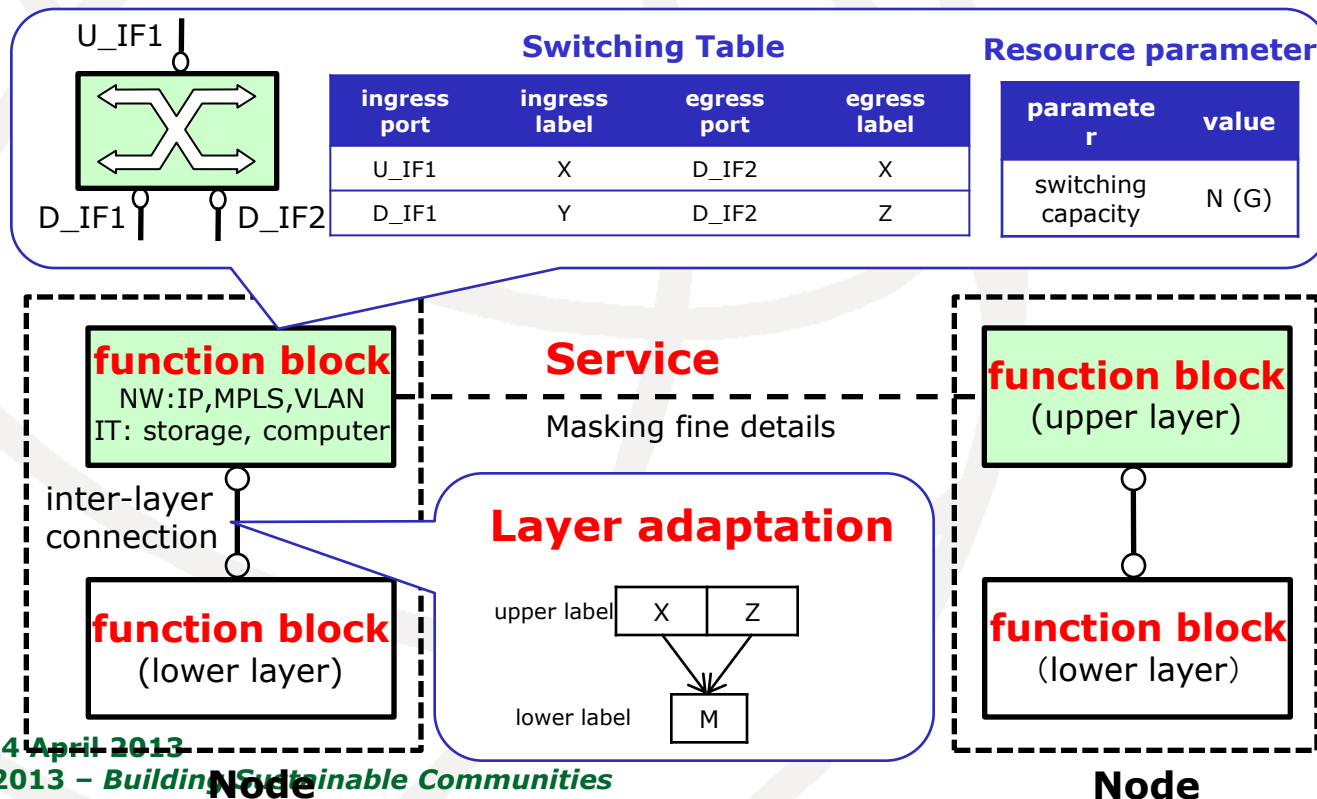 U_IF1
D_IF1
D_IF2
Switching Table
ingress port ingress label egress port egress label
U_IF1 X D_IF2 X
D_IF1 Y D_IF2 Z
Resource parameter
paramete
r
value
switching
capacity
N (G)
function block
NW:IP,MPLS,VLAN
IT: storage, computer
Service
Masking fine details
function block
(upper layer)
inter-layer
connection
Layer adaptation
upper label X Z
lower label M
function block
(lower layer)
function block
(lower layer)
4 April 2013
2013 – Building Sustainable Communities
Node
Node